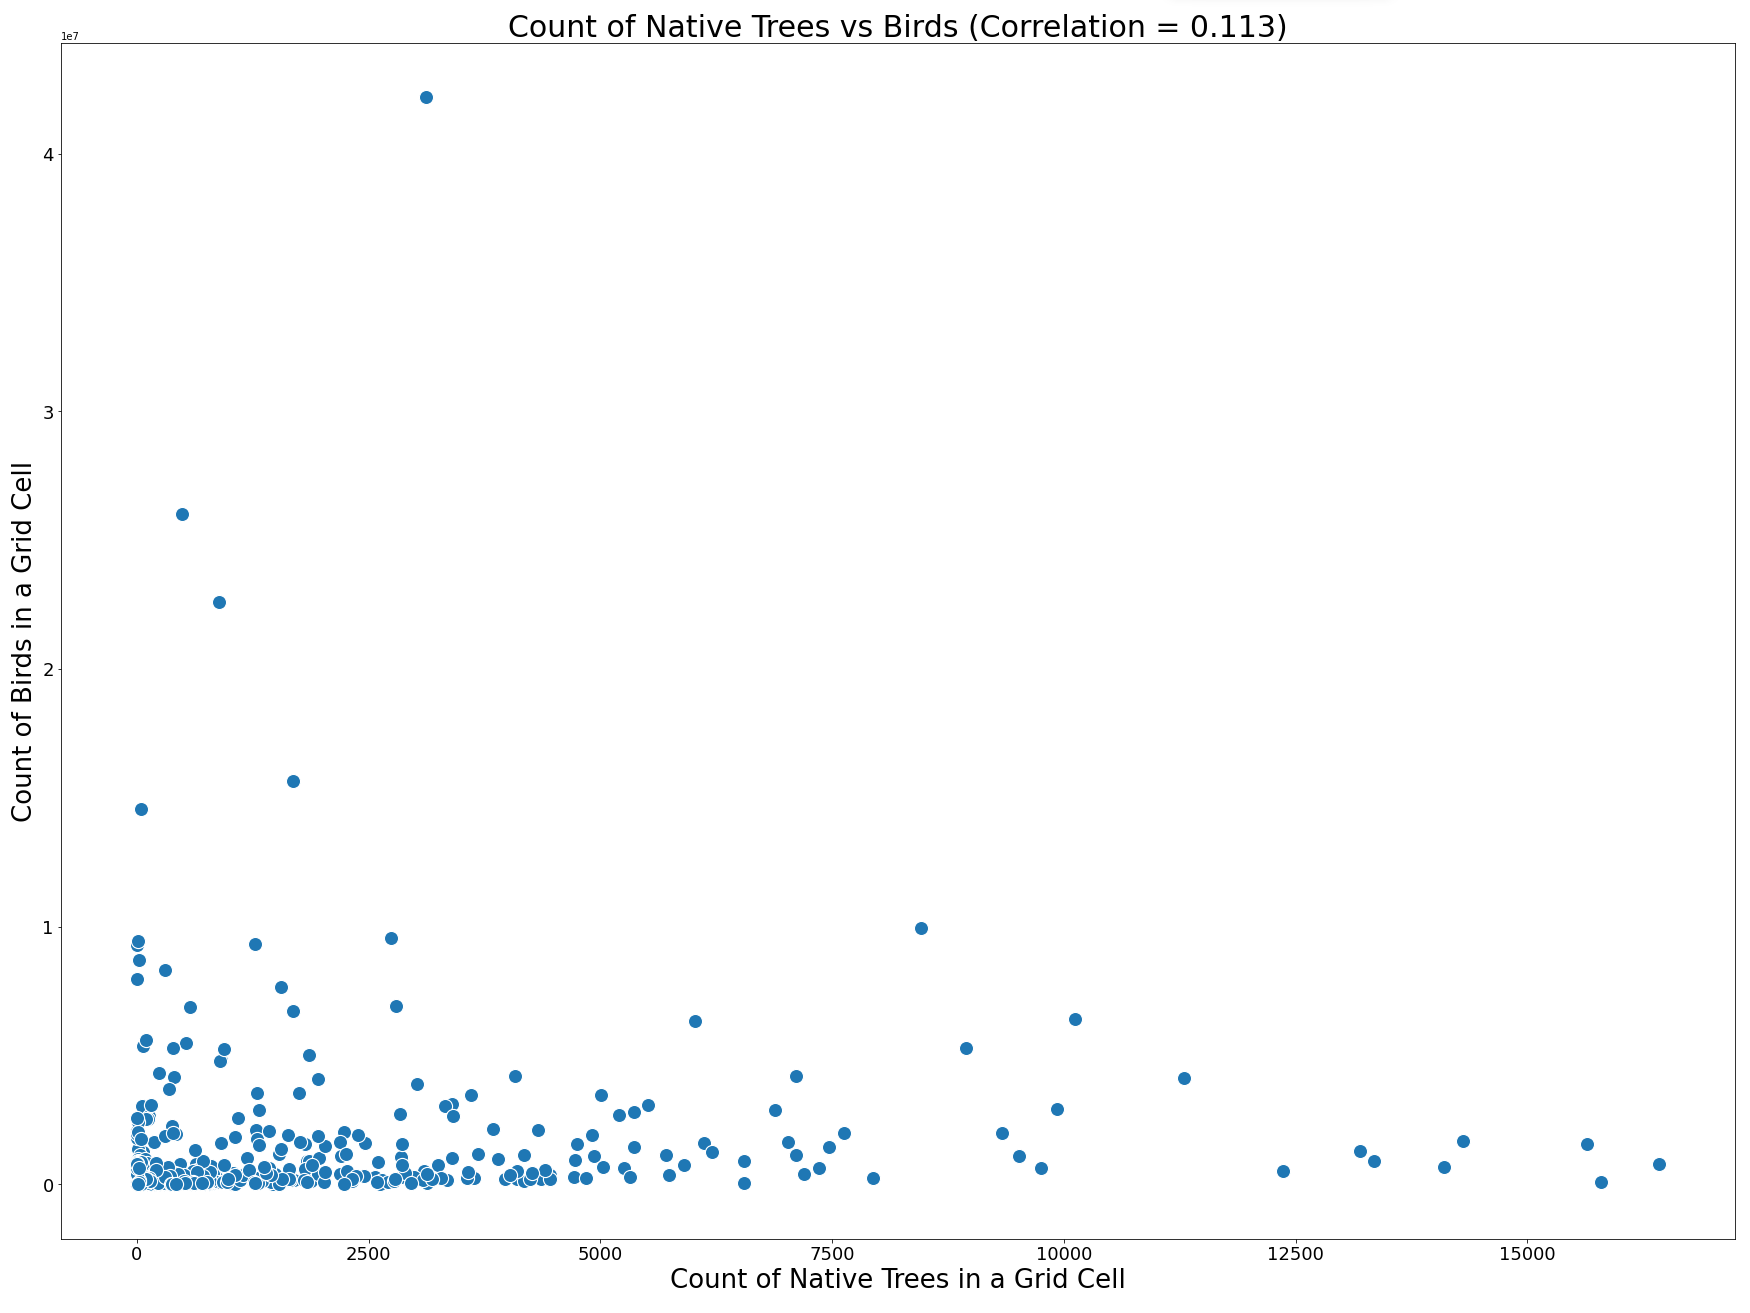 Count of Native Trees vs Birds (Correlation = 0.113)
1e7
4
3
2
1
0
Count of Birds in a Grid Cell
0 2500 5000 7500 10000 12500 15000
Count of Native Trees in a Grid Cell